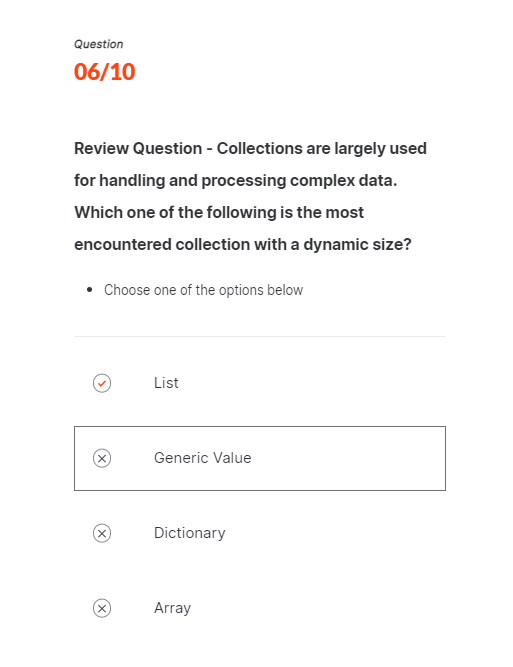 Question
06/10
Review Question - Collections are largely used
for handling and processing complex data.
Which one of the following is the most
encountered collection with a dynamic size?
• Choose one of the options below
List
Generic Value
Dictionary
Array